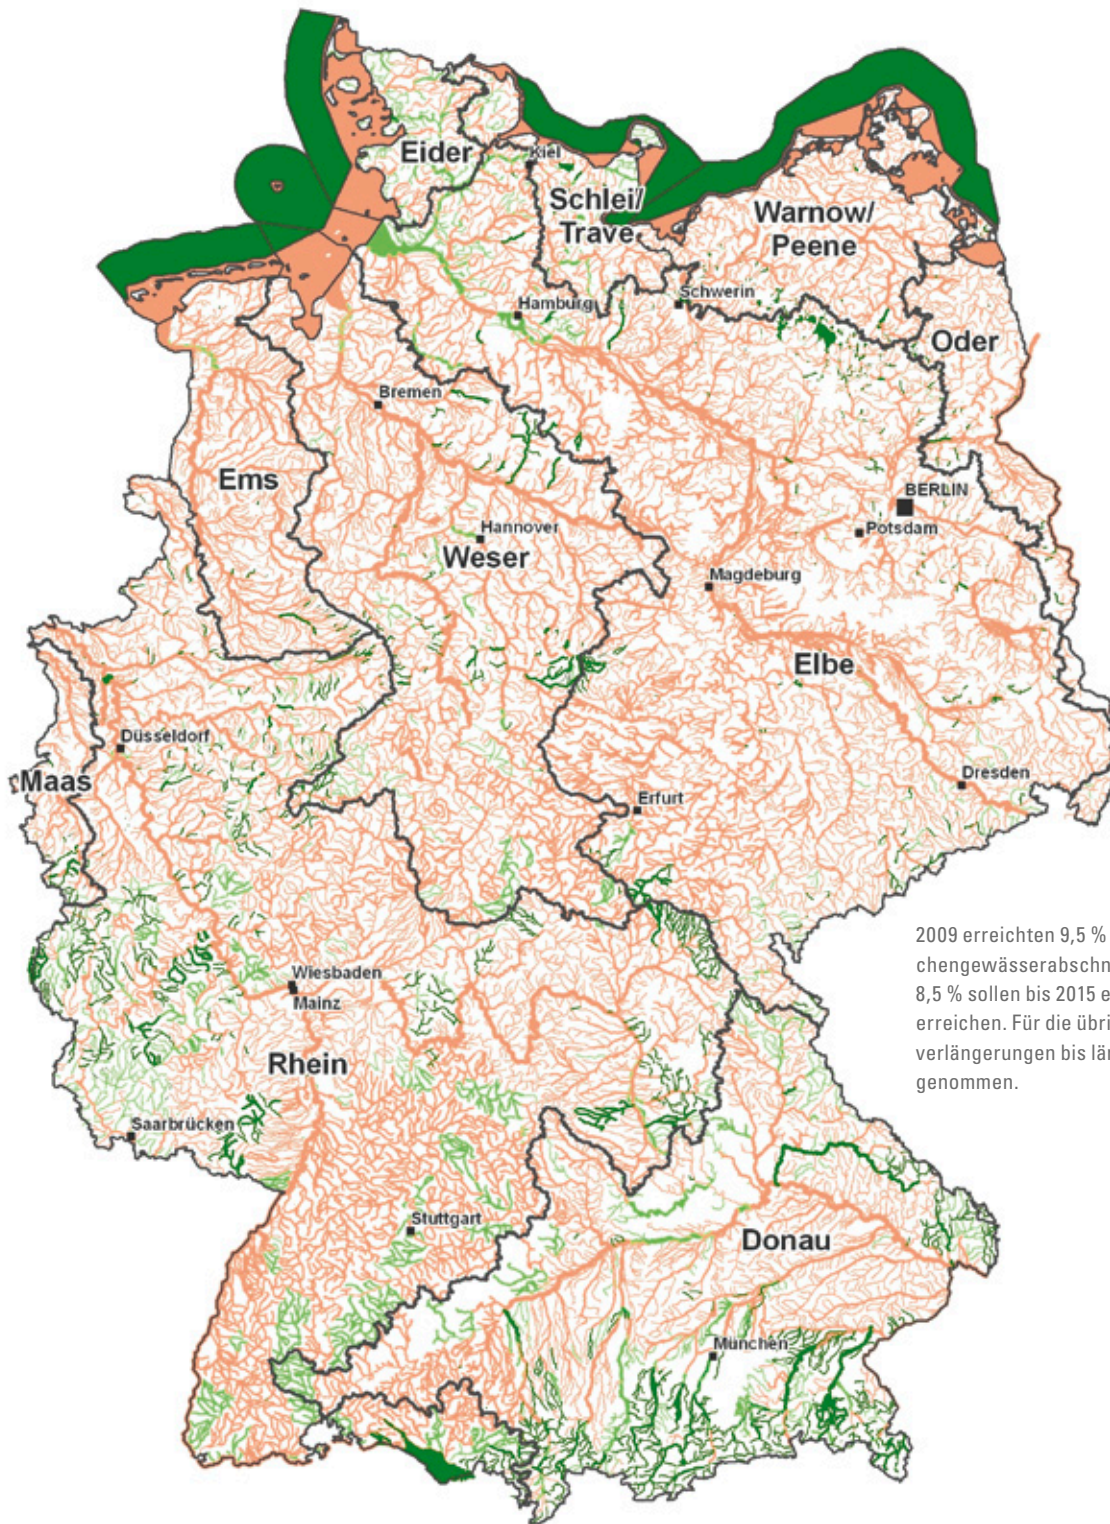 Eider
Kiel
Schlei/
Trave
Warnow/
Peene
Schwerin
Hamburg
Oder
Bremen
Ems
BERLIN
Hannover
Potsdam
Weser
Magdeburg
Elbe
Düsseldorf
Maas
Dresden
Erfurt
2009 erreichten 9,5 %
chengewässerabschn
8,5 % sollen bis 2015 e
erreichen. Für die übri
verlängerungen bis län
genommen.
Wiesbaden
Mainz
Rhein
Saarbrücken
Stuttgart
Donau
München